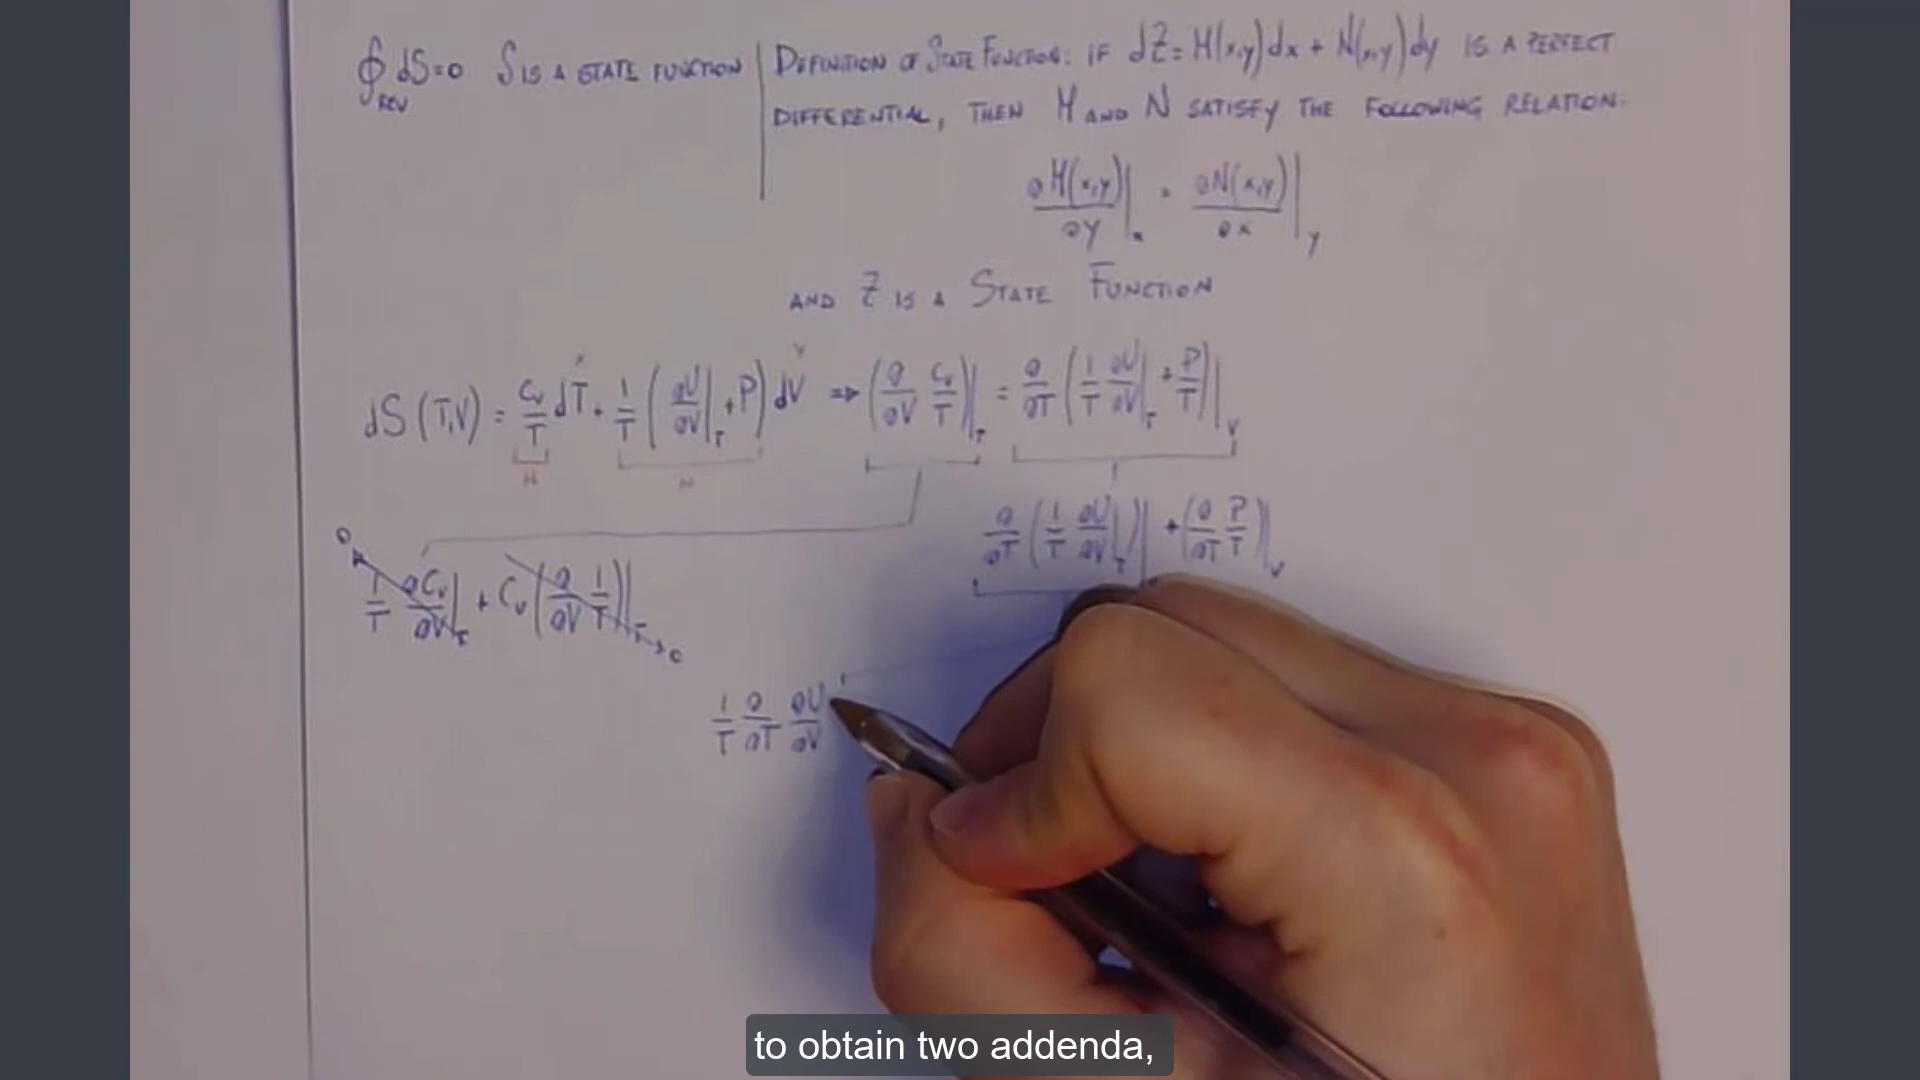 ∮_REV dS=0 S IS A STATE FUNCTION | DEFINITION OF STATE FUNCTION: IF dZ= M(x,y)dx + N(x,y)dy IS A PERFECT
DIFFERENTIAL, THEN M AND N SATISFY THE FOLLOWING RELATION.
∂M(x,y)/∂y |x = ∂N(x,y)/∂x |y
AND Z IS A STATE FUNCTION
x y
dS (T,V) = Cv/T dT + 1/T (∂U/∂V |T + P) dV ⇒ (∂/∂V Cv/T)|T = ∂/∂T (1/T ∂U/∂V |T + P/T)|V
M N
∂/∂T (1/T ∂U/∂V |T)| + (∂/∂T P/T)|V
0
1/T ∂Cv/∂V |T + Cv (∂/∂V 1/T)|T → 0
1/T ∂/∂T ∂U/∂V
to obtain two addenda,